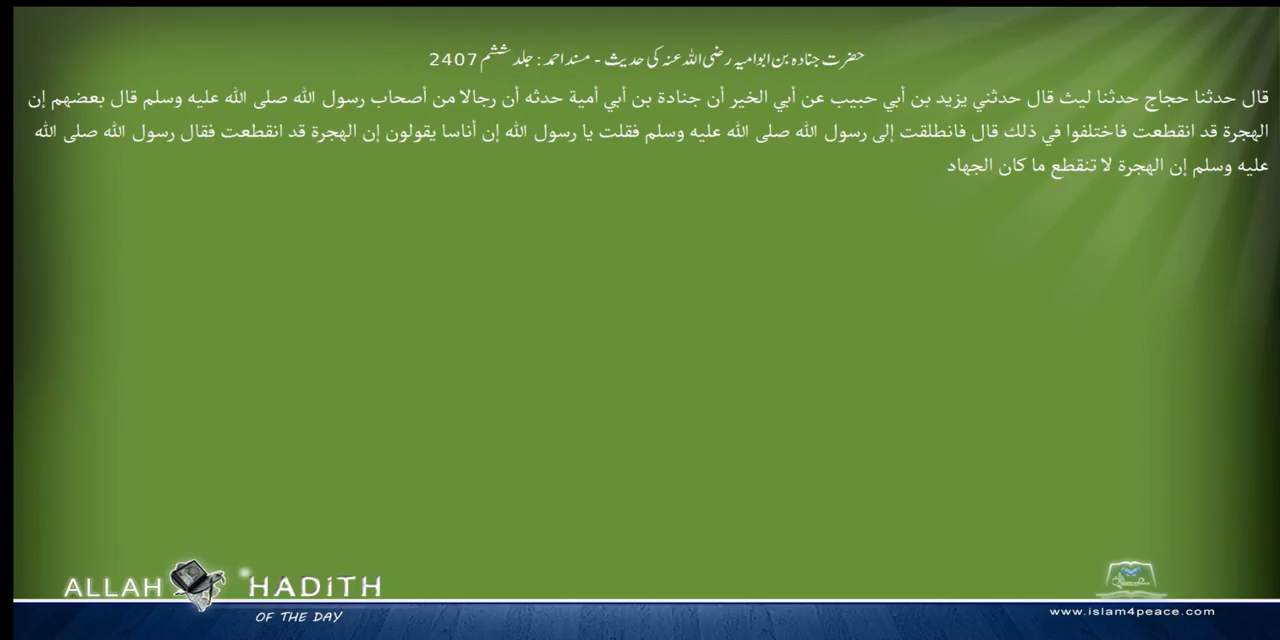 حضرت جنادہ بن ابوامیہ رضی اللہ عنہ کی حدیث - مسند احمد : جلد ششم 2407
قال حدثنا حجاج حدثنا ليث قال حدثني يزيد بن أبي حبيب عن أبي الخير أن جنادة بن أبي أمية حدثه أن رجالا من أصحاب رسول الله صلى الله عليه وسلم قال بعضهم إن
الهجرة قد انقطعت فاختلفوا في ذلك قال فانطلقت إلى رسول الله صلى الله عليه وسلم فقلت يا رسول الله إن أناسا يقولون إن الهجرة قد انقطعت فقال رسول الله صلى الله
عليه وسلم إن الهجرة لا تنقطع ما كان الجهاد
ALLAH HADITH
OF THE DAY
www.islam4peace.com